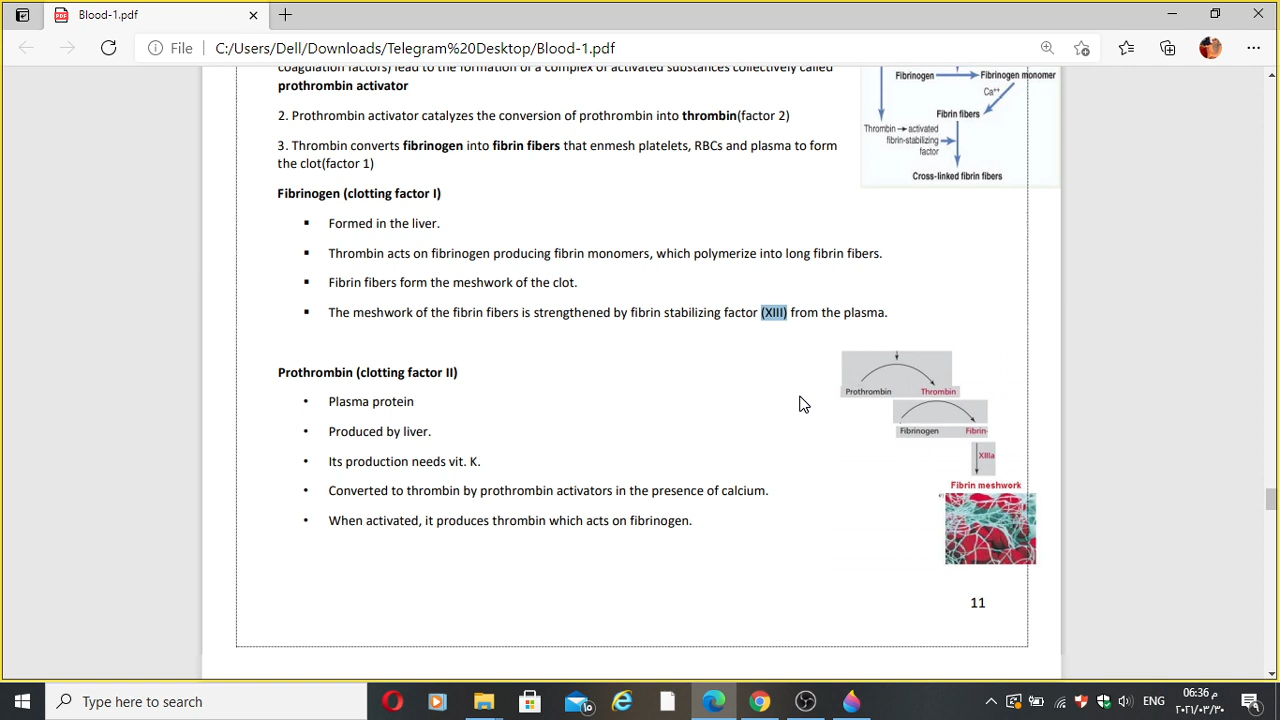 Blood-1.pdf
File
C:/Users/Dell/Downloads/Telegram%20Desktop/Blood-1.pdf
coagulation factors) lead to the formation of a complex of activated substances collectively called
prothrombin activator
2. Prothrombin activator catalyzes the conversion of prothrombin into thrombin(factor 2)
3. Thrombin converts fibrinogen into fibrin fibers that enmesh platelets, RBCs and plasma to form
the clot(factor 1)
Fibrinogen
Fibrinogen monomer
Ca++
Fibrin fibers
Thrombin → activated
fibrin-stabilizing
factor
Cross-linked fibrin fibers
Fibrinogen (clotting factor I)
▪ Formed in the liver.
▪ Thrombin acts on fibrinogen producing fibrin monomers, which polymerize into long fibrin fibers.
▪ Fibrin fibers form the meshwork of the clot.
▪ The meshwork of the fibrin fibers is strengthened by fibrin stabilizing factor (XIII) from the plasma.
Prothrombin (clotting factor II)
• Plasma protein
• Produced by liver.
• Its production needs vit. K.
• Converted to thrombin by prothrombin activators in the presence of calcium.
• When activated, it produces thrombin which acts on fibrinogen.
Prothrombin
Thrombin
Fibrinogen
Fibrin-
XIIIa
Fibrin meshwork
11
Type here to search
ENG
06:36 م
٢٠٢١/٠٣/٣٠